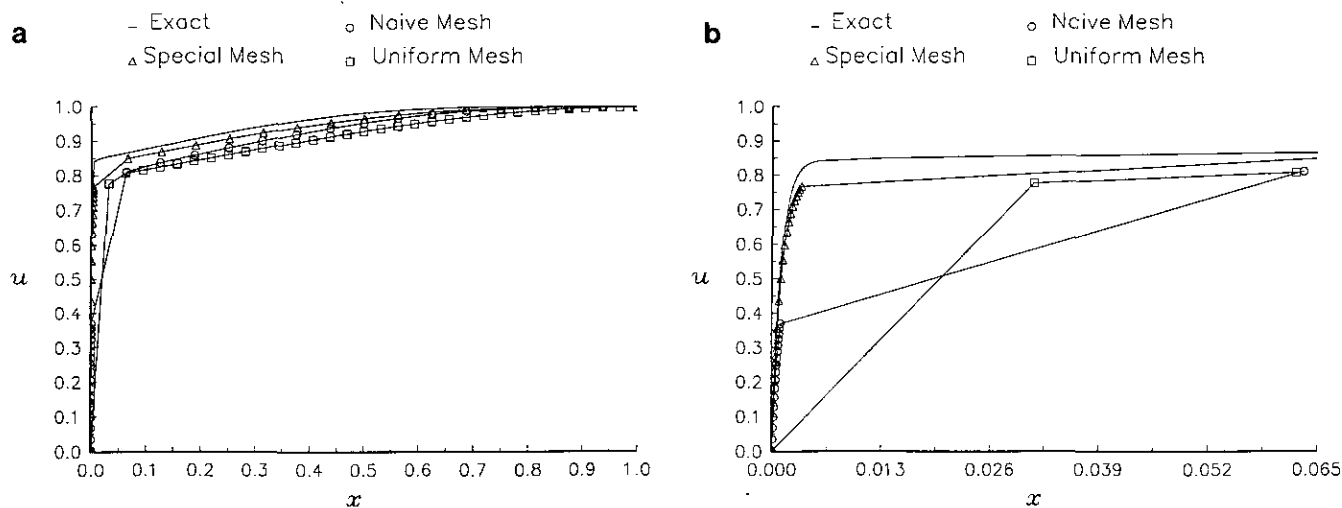 a
— Exact
○ Naive Mesh
△ Special Mesh
□ Uniform Mesh
1.0
0.9
0.8
0.7
0.6
0.5
0.4
0.3
0.2
0.1
0.0
u
0.0 0.1 0.2 0.3 0.4 0.5 0.6 0.7 0.8 0.9 1.0
x
b
— Exact
○ Naive Mesh
△ Special Mesh
□ Uniform Mesh
1.0
0.9
0.8
0.7
0.6
0.5
0.4
0.3
0.2
0.1
0.0
u
0.000 0.013 0.026 0.039 0.052 0.065
x